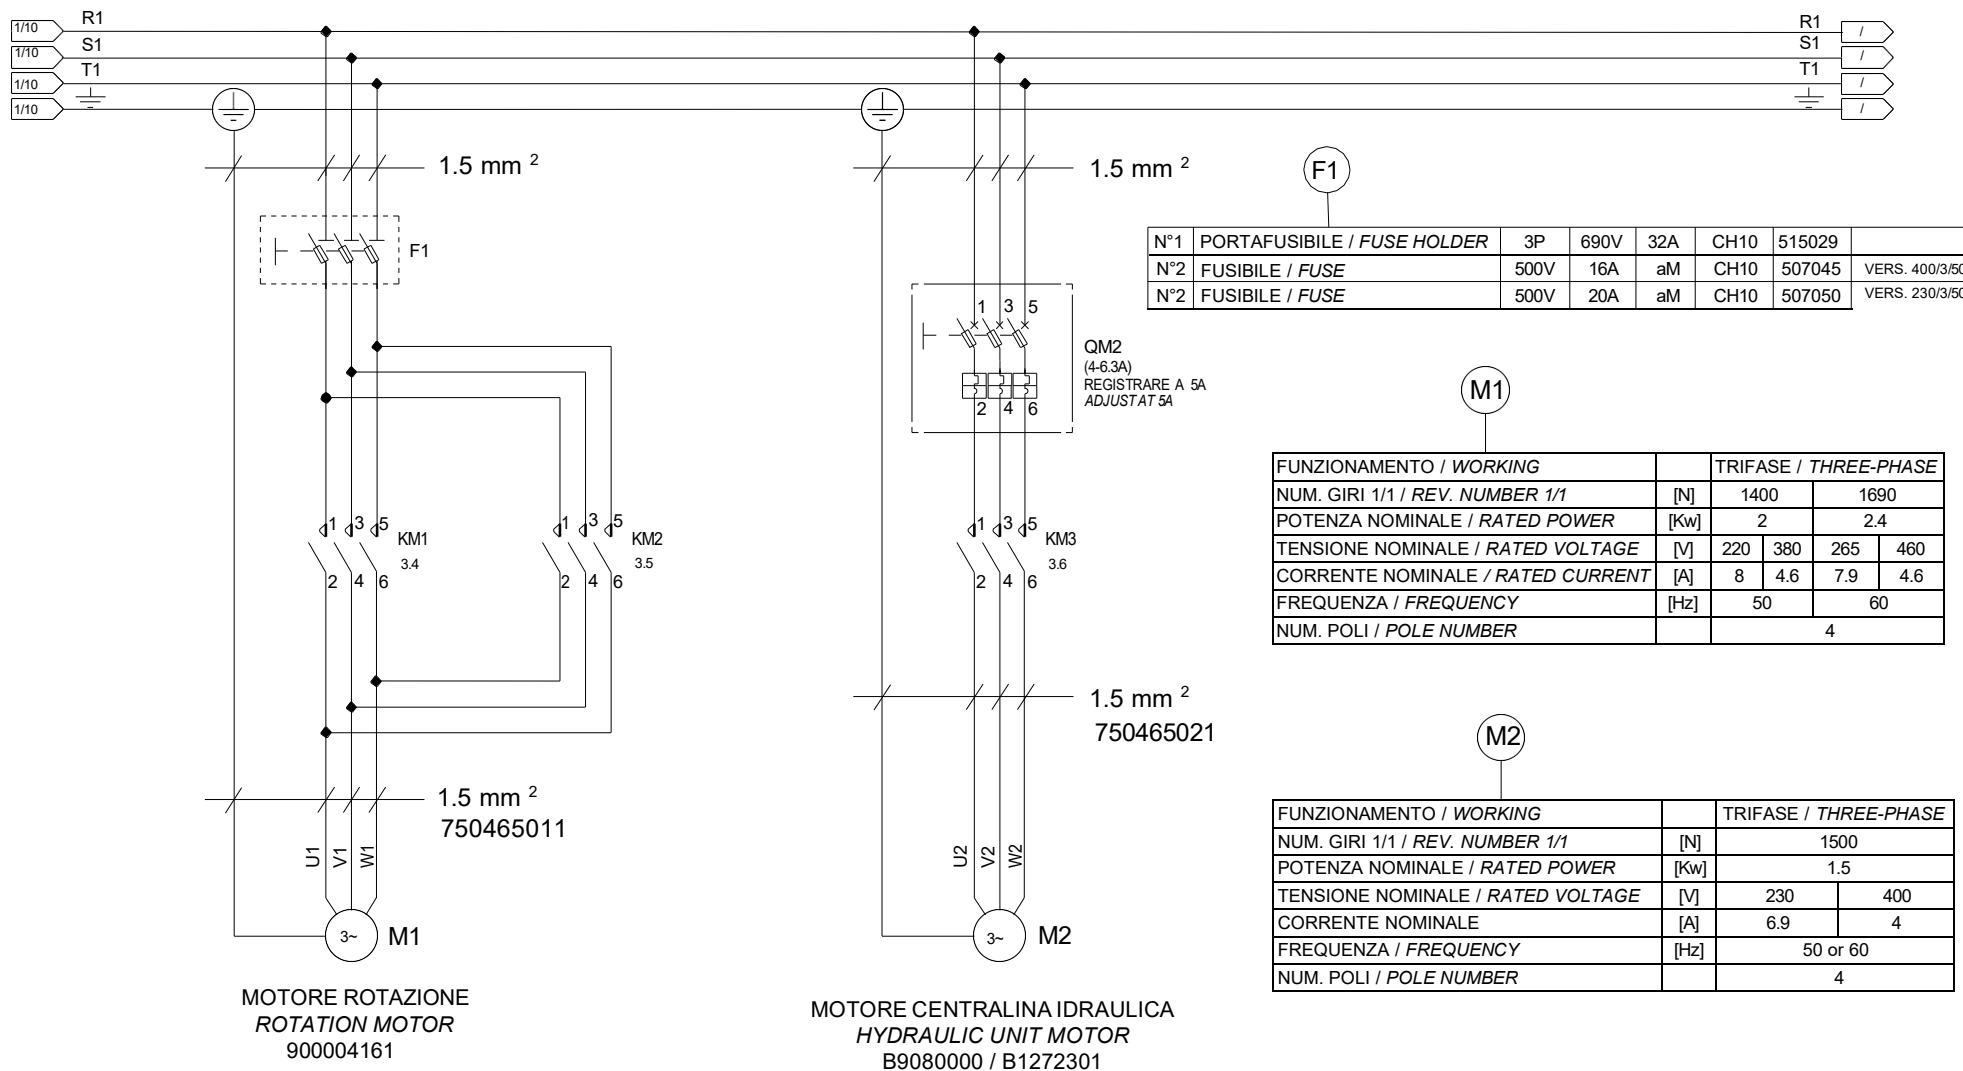 1/10 R1 R1 /
1/10 S1 S1 /
1/10 T1 T1 /
1/10 /
1.5 mm 2
1.5 mm 2
F1
F1
N°1 PORTAFUSIBILE / FUSE HOLDER 3P 690V 32A CH10 515029
N°2 FUSIBILE / FUSE 500V 16A aM CH10 507045 VERS. 400/3/50
N°2 FUSIBILE / FUSE 500V 20A aM CH10 507050 VERS. 230/3/50
1 3 5
QM2
(4-6.3A)
REGISTRARE A 5A
ADJUST AT 5A
2 4 6
1 3 5 KM1
3.4
2 4 6
1 3 5 KM2
3.5
2 4 6
1 3 5 KM3
3.6
2 4 6
M1
FUNZIONAMENTO / WORKING TRIFASE / THREE-PHASE
NUM. GIRI 1/1 / REV. NUMBER 1/1 [N] 1400 1690
POTENZA NOMINALE / RATED POWER [Kw] 2 2.4
TENSIONE NOMINALE / RATED VOLTAGE [V] 220 380 265 460
CORRENTE NOMINALE / RATED CURRENT [A] 8 4.6 7.9 4.6
FREQUENZA / FREQUENCY [Hz] 50 60
NUM. POLI / POLE NUMBER 4
1.5 mm 2
750465021
1.5 mm 2
750465011
M2
FUNZIONAMENTO / WORKING TRIFASE / THREE-PHASE
NUM. GIRI 1/1 / REV. NUMBER 1/1 [N] 1500
POTENZA NOMINALE / RATED POWER [Kw] 1.5
TENSIONE NOMINALE / RATED VOLTAGE [V] 230 400
CORRENTE NOMINALE [A] 6.9 4
FREQUENZA / FREQUENCY [Hz] 50 or 60
NUM. POLI / POLE NUMBER 4
U1 V1 W1
3~ M1
MOTORE ROTAZIONE
ROTATION MOTOR
900004161
U2 V2 W2
3~ M2
MOTORE CENTRALINA IDRAULICA
HYDRAULIC UNIT MOTOR
B9080000 / B1272301